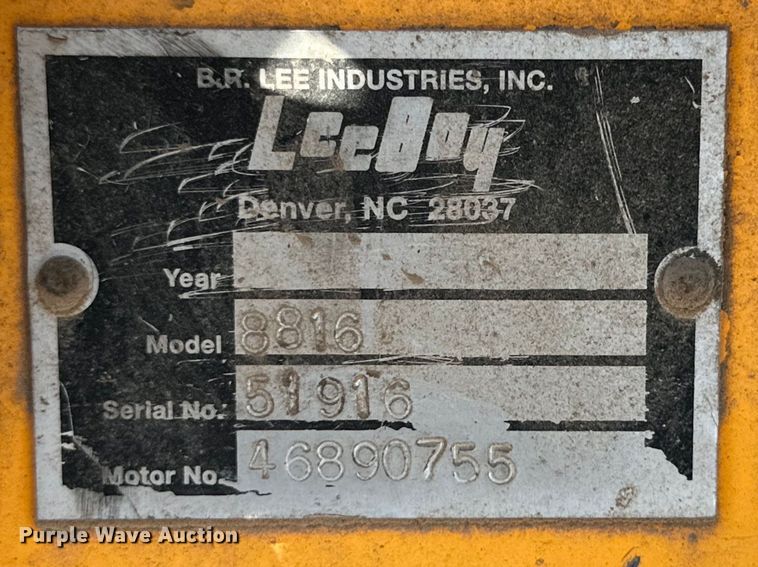 B.R. LEE INDUSTRIES, INC.
LeeBoy
Denver, NC 28037
Year
Model 8816
Serial No. 51916
Motor No. 46890755
Purple Wave Auction